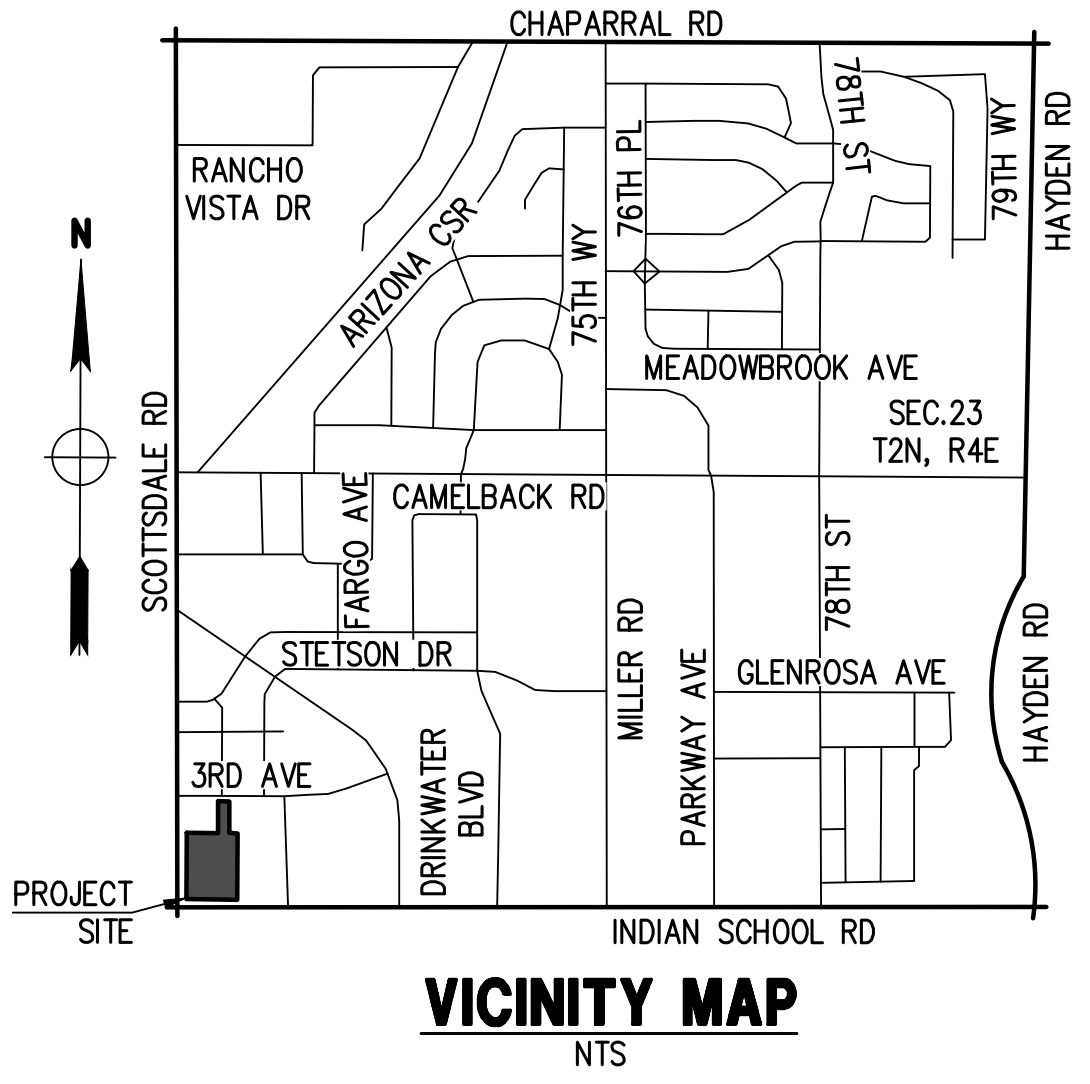 CHAPARRAL RD
78TH ST
79TH WY
HAYDEN RD
RANCHO
VISTA DR
76TH PL
N
ARIZONA CSR
75TH WY
MEADOWBROOK AVE
SEC.23
T2N, R4E
SCOTTSDALE RD
FARGO AVE
CAMELBACK RD
78TH ST
STETSON DR
MILLER RD
PARKWAY AVE
GLENROSA AVE
HAYDEN RD
3RD AVE
DRINKWATER
BLVD
PROJECT
SITE
INDIAN SCHOOL RD
VICINITY MAP
NTS